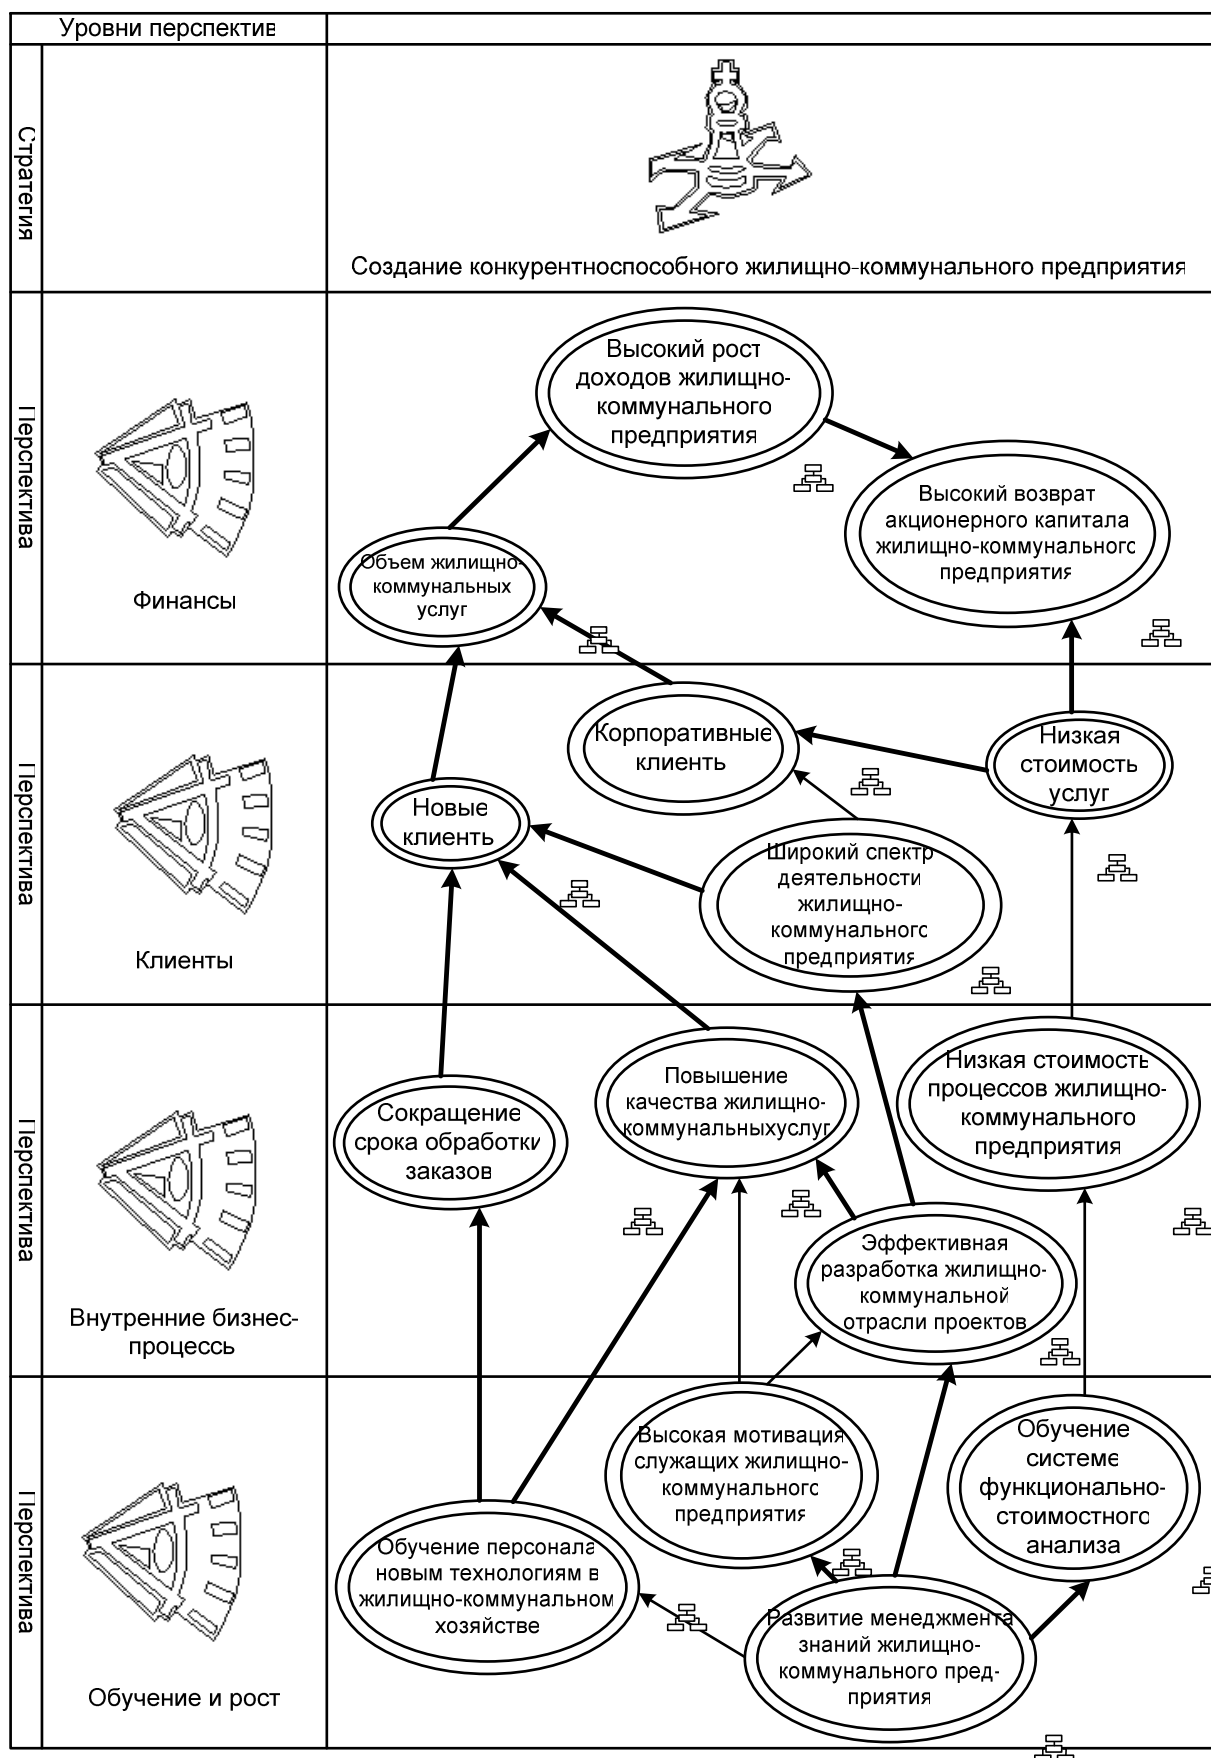 Уровни перспектив
Стратегия
Создание конкурентноспособного жилищно-коммунального предприятия
Перспектива
Финансы
Высокий рост
доходов жилищно-
коммунального
предприятия
Высокий возврат
акционерного капитала
жилищно-коммунального
предприятия
Объем жилищно-
коммунальных
услуг
Перспектива
Клиенты
Корпоративные
клиенть
Низкая
стоимость
услуг
Новые
клиенть
Широкий спектр
деятельности
жилищно-
коммунального
предприятия
Перспектива
Внутренние бизнес-
процессь
Сокращение
срока обработки
заказов
Повышение
качества жилищно-
коммунальныхуслуг
Низкая стоимость
процессов жилищно-
коммунального
предприятия
Эффективная
разработка жилищно-
коммунальной
отрасли проектов
Перспектива
Обучение и рост
Высокая мотивация
служащих жилищно-
коммунального
предприятия
Обучение
системе
функционально-
стоимостного
анализа
Обучение персонала
новым технологиям в
жилищно-коммунальном
хозяйстве
Развитие менеджмента
знаний жилищно-
коммунального пред-
приятия